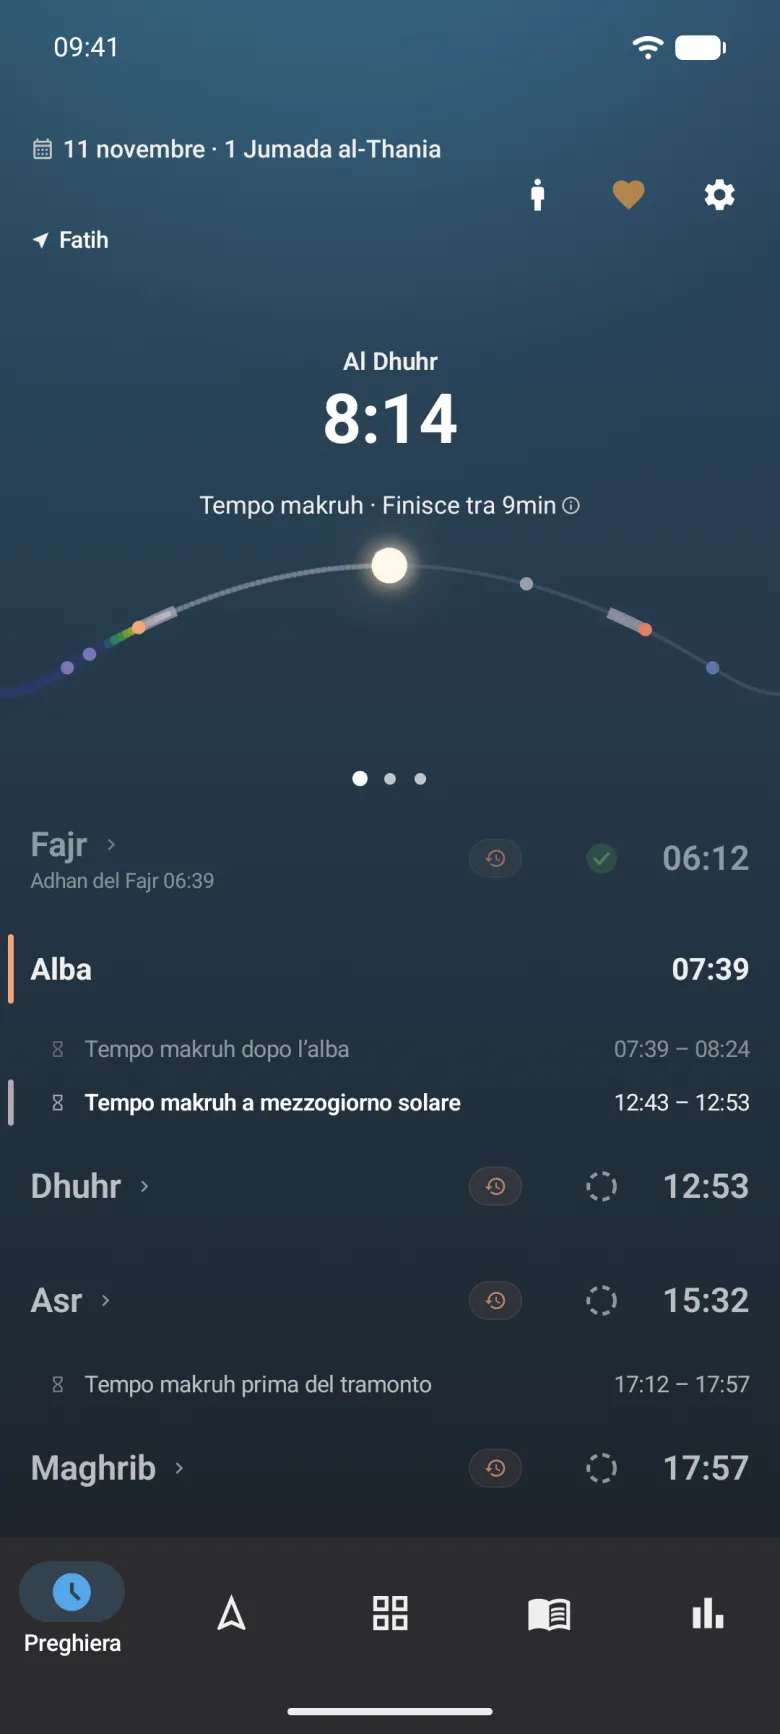 09:41
11 novembre · 1 Jumada al-Thania
Fatih
Al Dhuhr
8:14
Tempo makruh · Finisce tra 9min
Fajr
06:12
Adhan del Fajr 06:39
Alba
07:39
Tempo makruh dopo l’alba
07:39 – 08:24
Tempo makruh a mezzogiorno solare
12:43 – 12:53
Dhuhr
12:53
Asr
15:32
Tempo makruh prima del tramonto
17:12 – 17:57
Maghrib
17:57
Preghiera